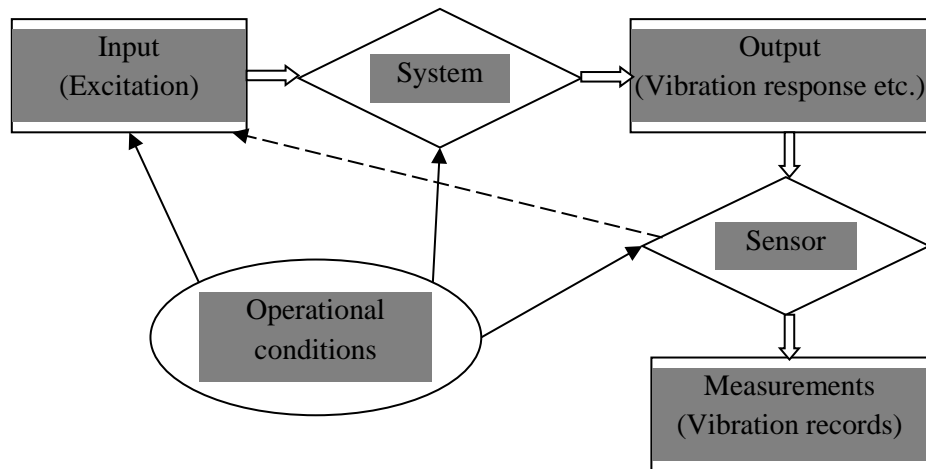 Input
(Excitation)
System
Output
(Vibration response etc.)
Sensor
Operational
conditions
Measurements
(Vibration records)